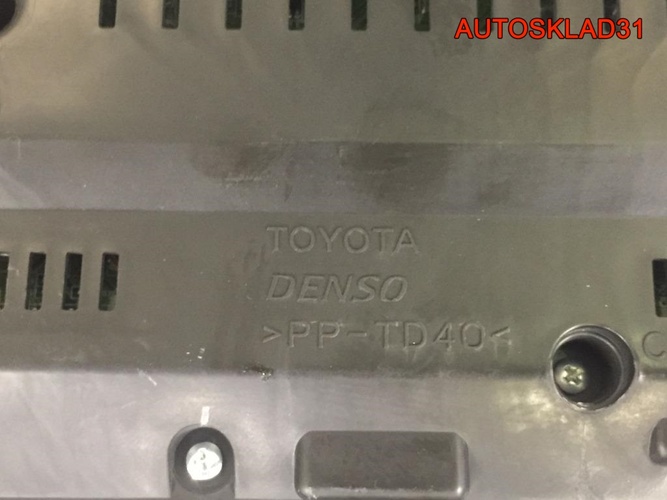 AUTOSKLAD31
TOYOTA
DENSO
>PP-TD40<
C